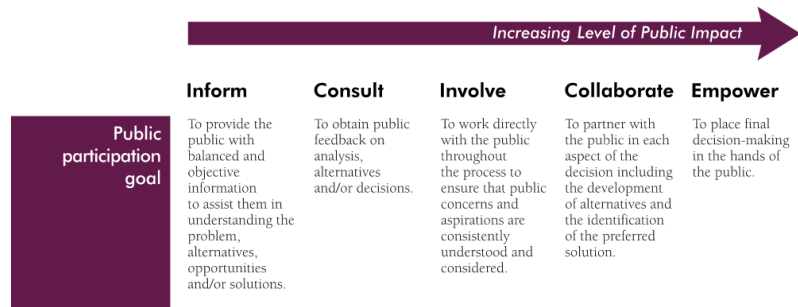 Increasing Level of Public Impact
Inform
Consult
Involve
Collaborate
Empower
Public
participation
goal
To provide the
public with
balanced and
objective
information
to assist them in
understanding the
problem,
alternatives,
opportunities
and/or solutions.
To obtain public
feedback on
analysis,
alternatives
and/or decisions.
To work directly
with the public
throughout
the process to
ensure that public
concerns and
aspirations are
consistently
understood and
considered.
To partner with
the public in each
aspect of the
decision including
the development
of alternatives and
the identification
of the preferred
solution.
To place final
decision-making
in the hands of
the public.